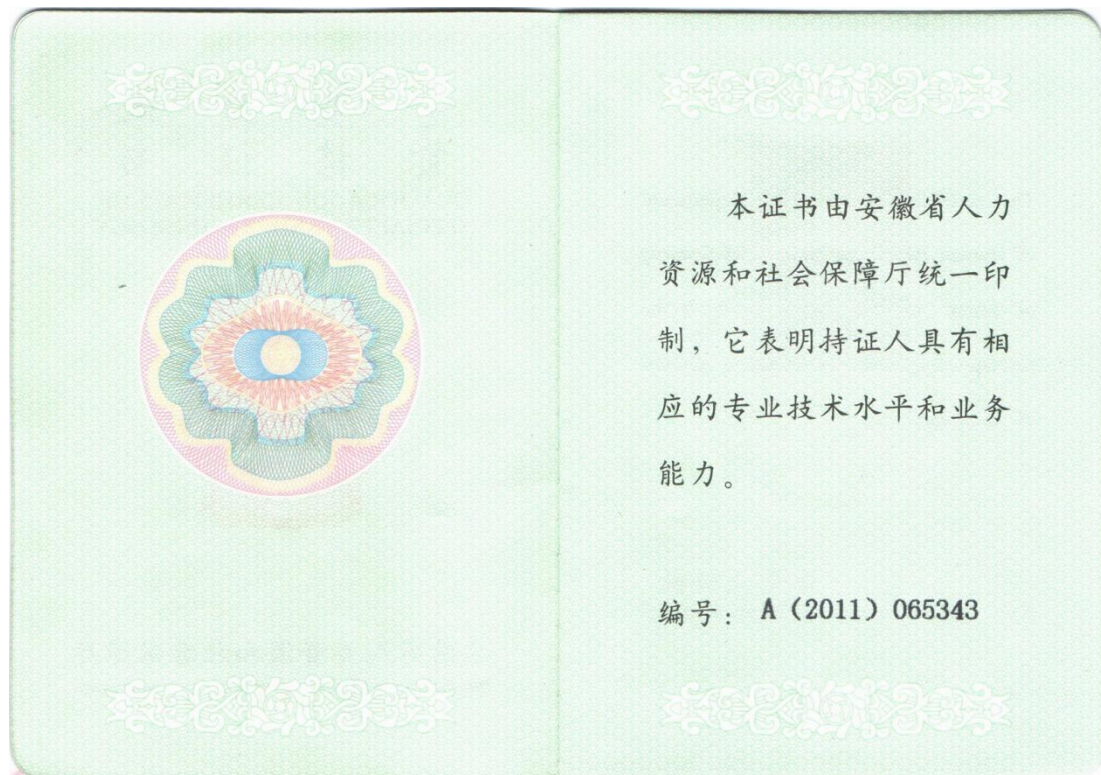 本证书由安徽省人力
资源和社会保障厅统一印
制，它表明持证人具有相
应的专业技术水平和业务
能力。
编号：A（2011）065343